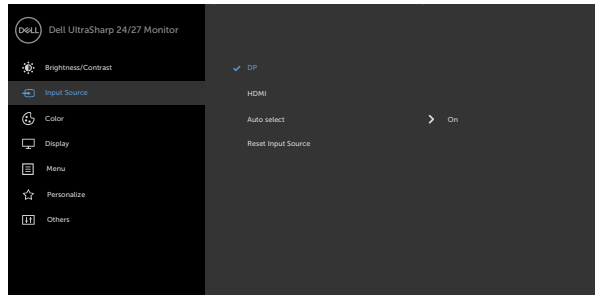 DELL Dell UltraSharp 24/27 Monitor
Brightness/Contrast
Input Source
Color
Display
Menu
Personalize
Others
DP
HDMI
Auto select On
Reset Input Source